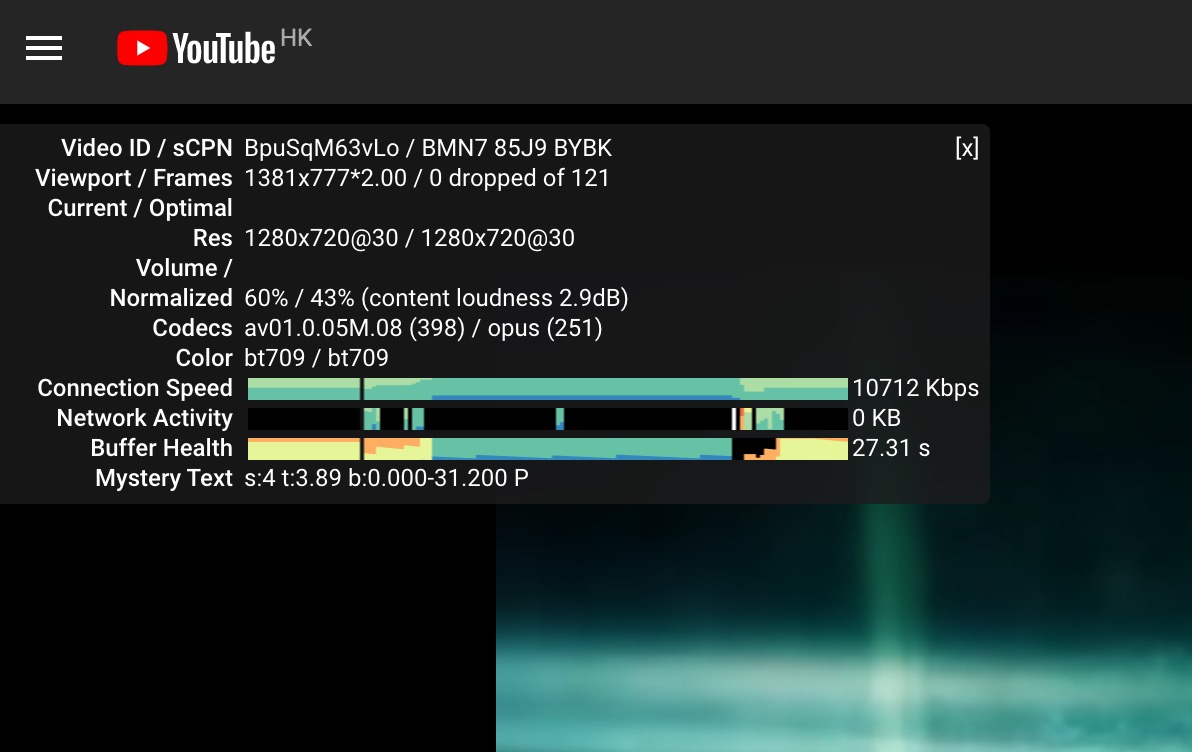 YouTube HK
Video ID / sCPN BpuSqM63vLo / BMN7 85J9 BYBK [x]
Viewport / Frames 1381x777*2.00 / 0 dropped of 121
Current / Optimal
Res 1280x720@30 / 1280x720@30
Volume /
Normalized 60% / 43% (content loudness 2.9dB)
Codecs av01.0.05M.08 (398) / opus (251)
Color bt709 / bt709
Connection Speed 10712 Kbps
Network Activity 0 KB
Buffer Health 27.31 s
Mystery Text s:4 t:3.89 b:0.000-31.200 P